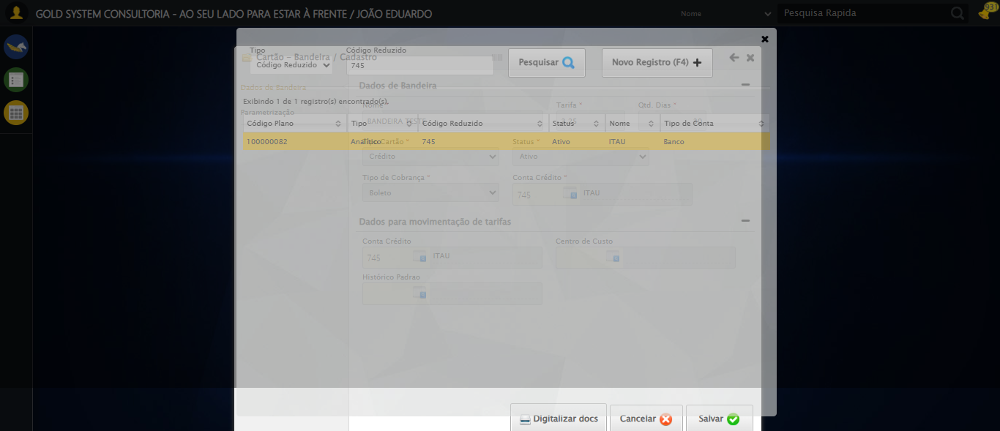 GOLD SYSTEM CONSULTORIA - AO SEU LADO PARA ESTAR À FRENTE / JOÃO EDUARDO
Nome
Pesquisa Rapida
931
Tipo
Código Reduzido
Cartão - Bandeira / Cadastro
Código Reduzido
745
Pesquisar
Novo Registro (F4)
Dados de Bandeira
Dados de Bandeira
Exibindo 1 de 1 registro(s) encontrado(s).
Nome *
Tarifa *
Qtd. Dias *
Parametrização
BANDEIRA TESTE
Código Plano
Tipo
Código Reduzido
Status
Nome
Tipo de Conta
100000082
Analítico
745
Ativo
ITAU
Banco
Tipo Cartão *
Status *
Crédito
Ativo
Tipo de Cobrança *
Conta Crédito *
Boleto
745
ITAU
Dados para movimentação de tarifas
Conta Crédito
Centro de Custo
745
ITAU
Histórico Padrao
Digitalizar docs
Cancelar
Salvar